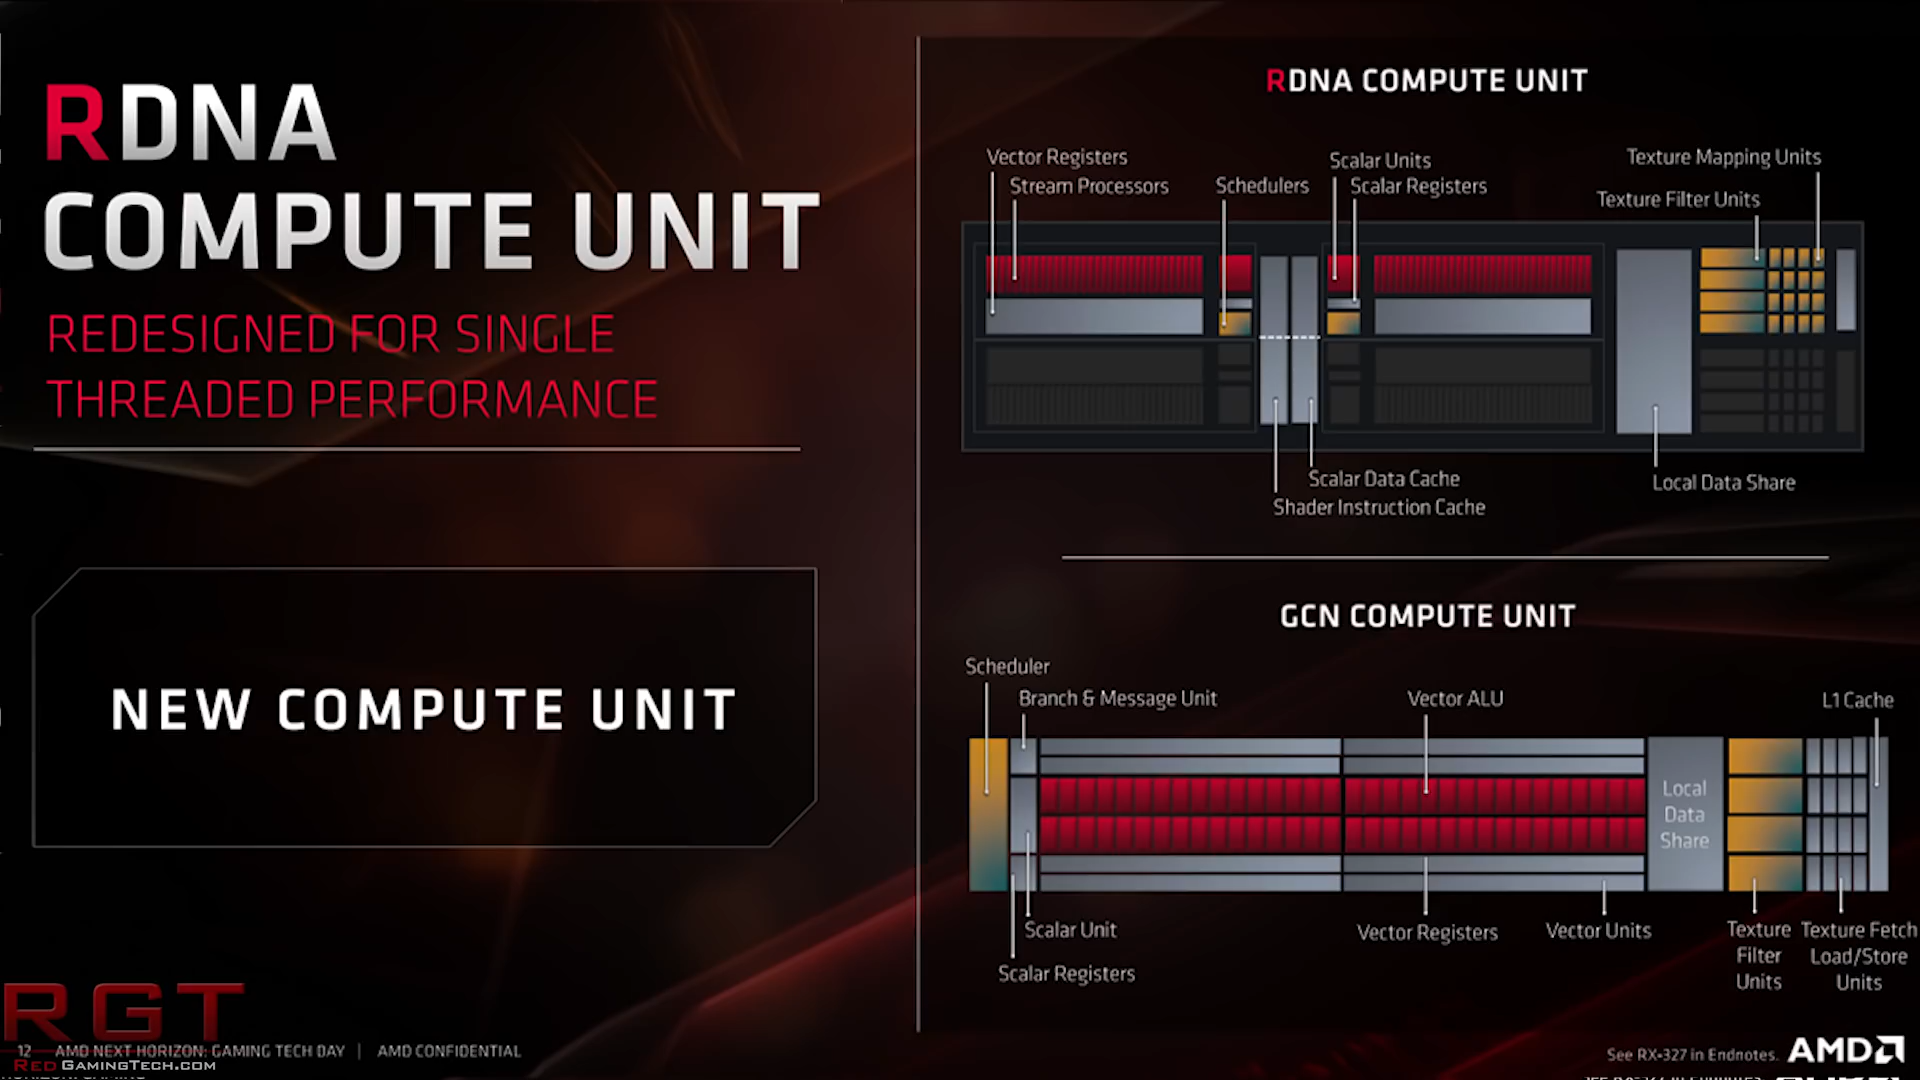 RDNA
COMPUTE UNIT
REDESIGNED FOR SINGLE
THREADED PERFORMANCE
NEW COMPUTE UNIT
RDNA COMPUTE UNIT
Vector Registers
Stream Processors
Schedulers
Scalar Units
Scalar Registers
Texture Mapping Units
Texture Filter Units
Scalar Data Cache
Shader Instruction Cache
Local Data Share
GCN COMPUTE UNIT
Scheduler
Branch & Message Unit
Vector ALU
L1 Cache
Local
Data
Share
Scalar Unit
Scalar Registers
Vector Registers
Vector Units
Texture
Filter
Units
Texture Fetch
Load/Store
Units
RGT
12 AMD NEXT HORIZON: GAMING TECH DAY | AMD CONFIDENTIAL
REDGAMINGTECH.COM
See RX-327 in Endnotes.
AMD